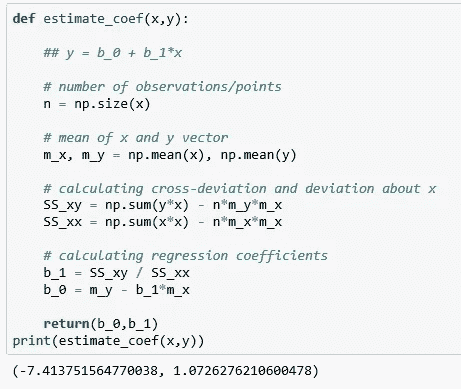 def estimate_coef(x,y):
## y = b_0 + b_1*x
# number of observations/points
n = np.size(x)
# mean of x and y vector
m_x, m_y = np.mean(x), np.mean(y)
# calculating cross-deviation and deviation about x
SS_xy = np.sum(y*x) - n*m_y*m_x
SS_xx = np.sum(x*x) - n*m_x*m_x
# calculating regression coefficients
b_1 = SS_xy / SS_xx
b_0 = m_y - b_1*m_x
return(b_0,b_1)
print(estimate_coef(x,y))
(-7.413751564770038, 1.0726276210600478)